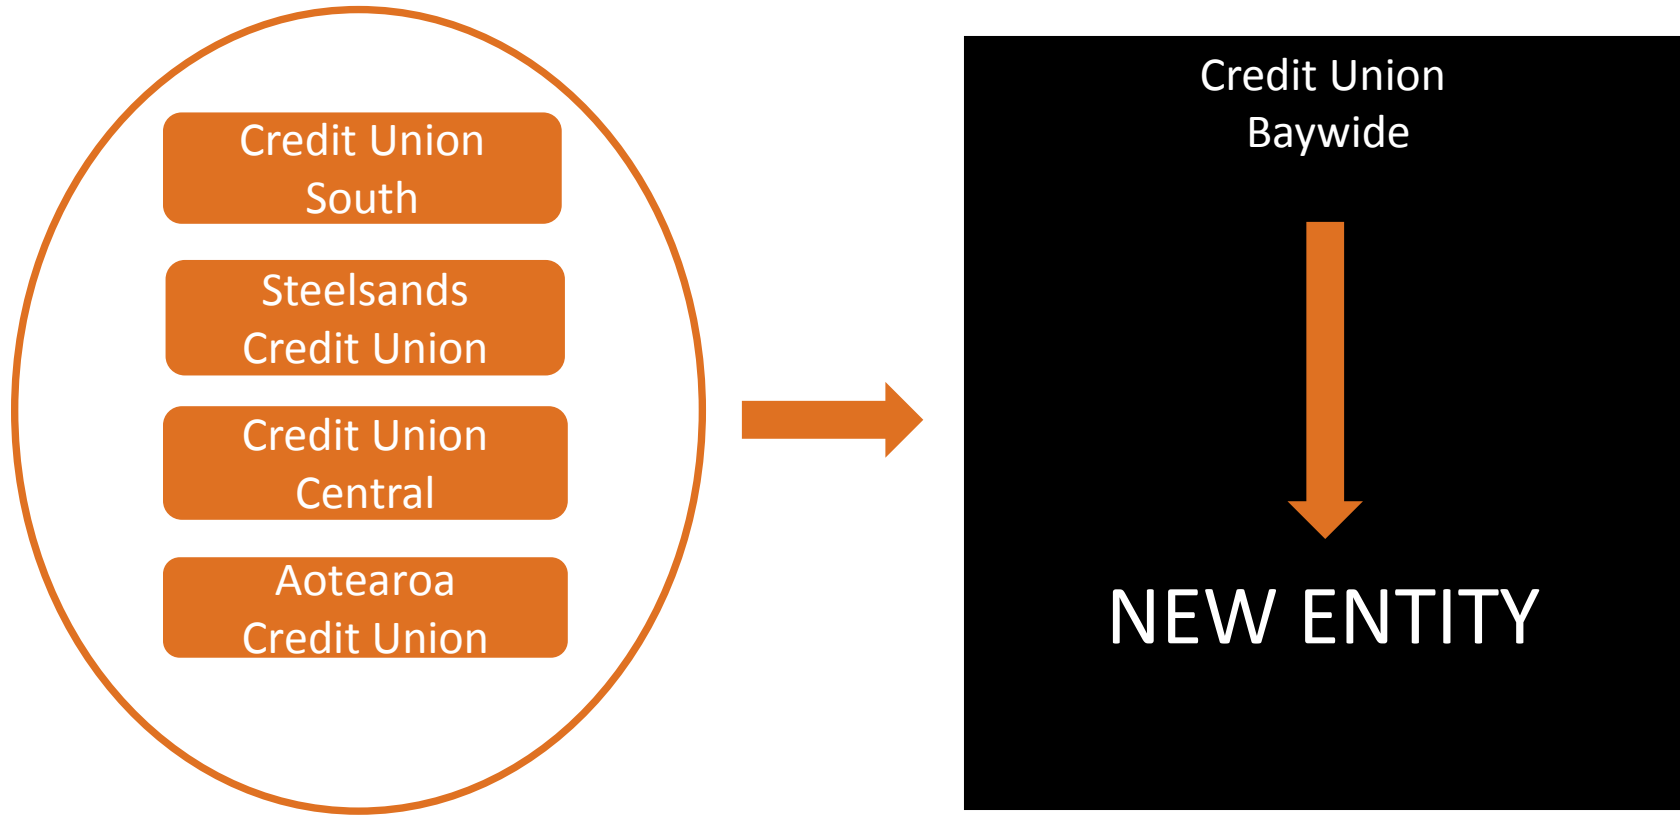 Credit Union
South
Steelsands
Credit Union
Credit Union
Central
Aotearoa
Credit Union
Credit Union
Baywide
NEW ENTITY